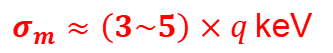 σₘ ≈ (3~5) × q keV